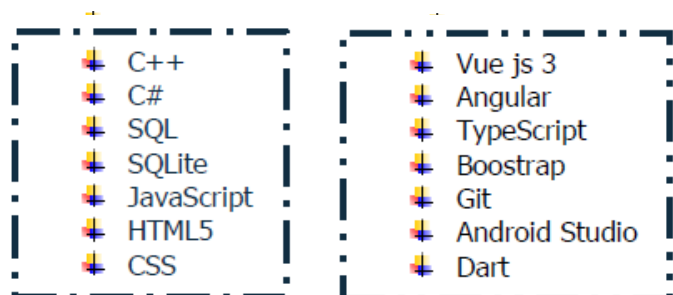 C++
C#
SQL
SQLite
JavaScript
HTML5
CSS
Vue js 3
Angular
TypeScript
Boostrap
Git
Android Studio
Dart